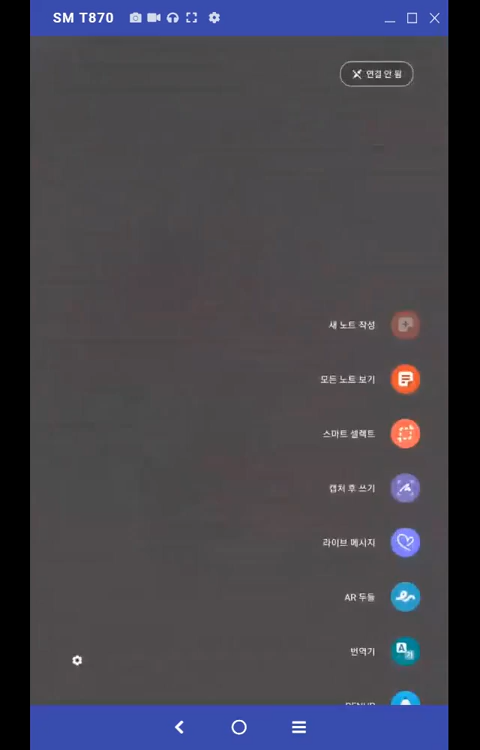 SM T870
연결 안 됨
새 노트 작성
모든 노트 보기
스마트 셀렉트
캡처 후 쓰기
라이브 메시지
AR 두들
번역기
PENUP